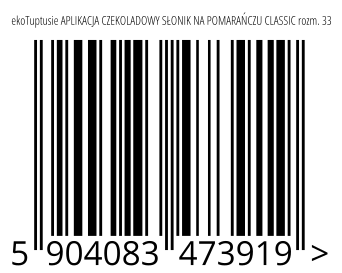 ekoTuptusie APLIKACJA CZEKOLADOWY SŁONIK NA POMARAŃCZU CLASSIC rozm. 33
5 904083 473919 >